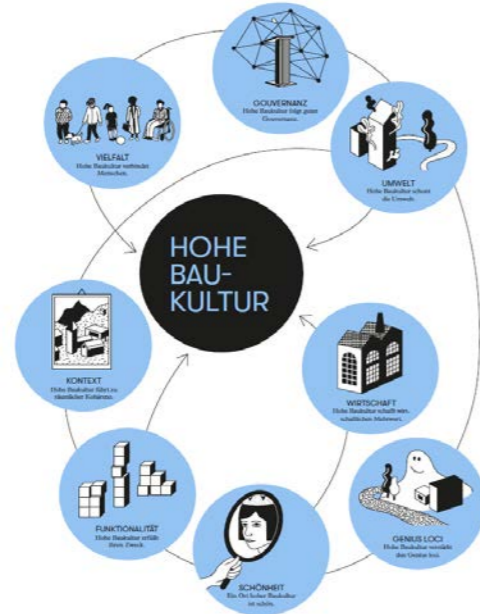 GOUVERNANZ
Hohe Baukultur folgt guter
Gouvernanz.
VIELFALT
Hohe Baukultur verbindet
Menschen.
UMWELT
Hohe Baukultur schont
die Umwelt.
HOHE
BAU-
KULTUR
KONTEXT
Hohe Baukultur führt zu
räumlicher Kohärenz.
WIRTSCHAFT
Hohe Baukultur schafft wirt-
schaftlichen Mehrwert.
FUNKTIONALITÄT
Hohe Baukultur erfüllt
ihren Zweck.
GENIUS LOCI
Hohe Baukultur verstärkt
den Genius loci.
SCHÖNHEIT
Ein Ort hoher Baukultur
ist schön.